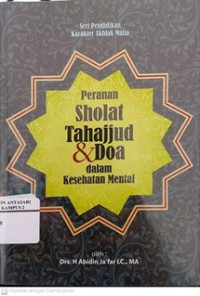 Seri Pendidikan
Karakter Akhlak Mulia
Peranan
Sholat
Tahajjud
& Doa
dalam
Kesehatan Mental
oleh :
Drs. H Abidin Ja'far LC., MA
IN ANTASARI
KAMPUS 2